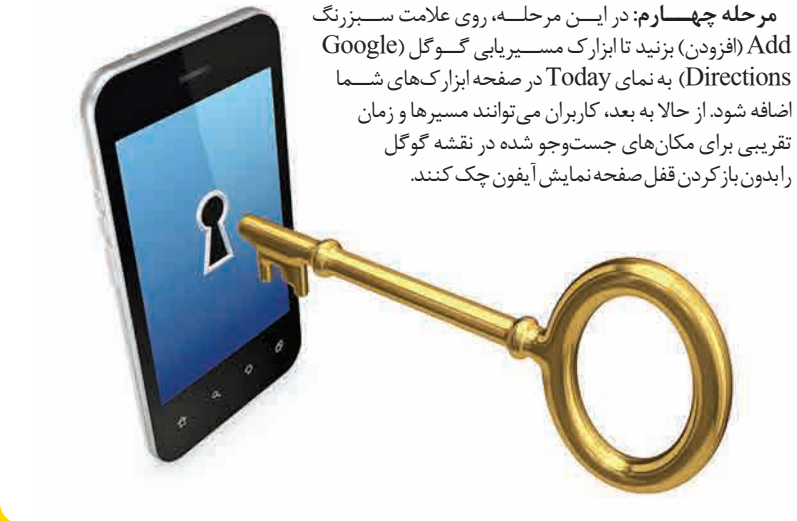 مرحله چهارم: در این مرحله، روی علامت سبزرنگ
Add (افزودن) بزنید تا ابزارک مسیریابی گوگل (Google
Directions) به نمای Today در صفحه ابزارک‌های شما
اضافه شود. از حالا به بعد، کاربران می‌توانند مسیرها و زمان
تقریبی برای مکان‌های جست‌وجو شده در نقشه گوگل
را بدون باز کردن قفل صفحه نمایش آیفون چک کنند.